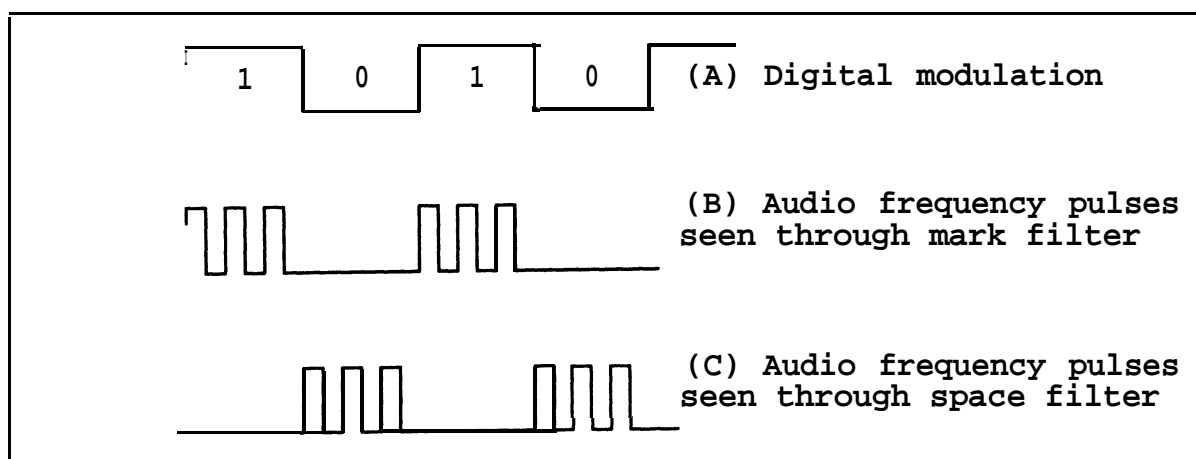 1 0 1 0 (A) Digital modulation
(B) Audio frequency pulses
seen through mark filter
(C) Audio frequency pulses
seen through space filter